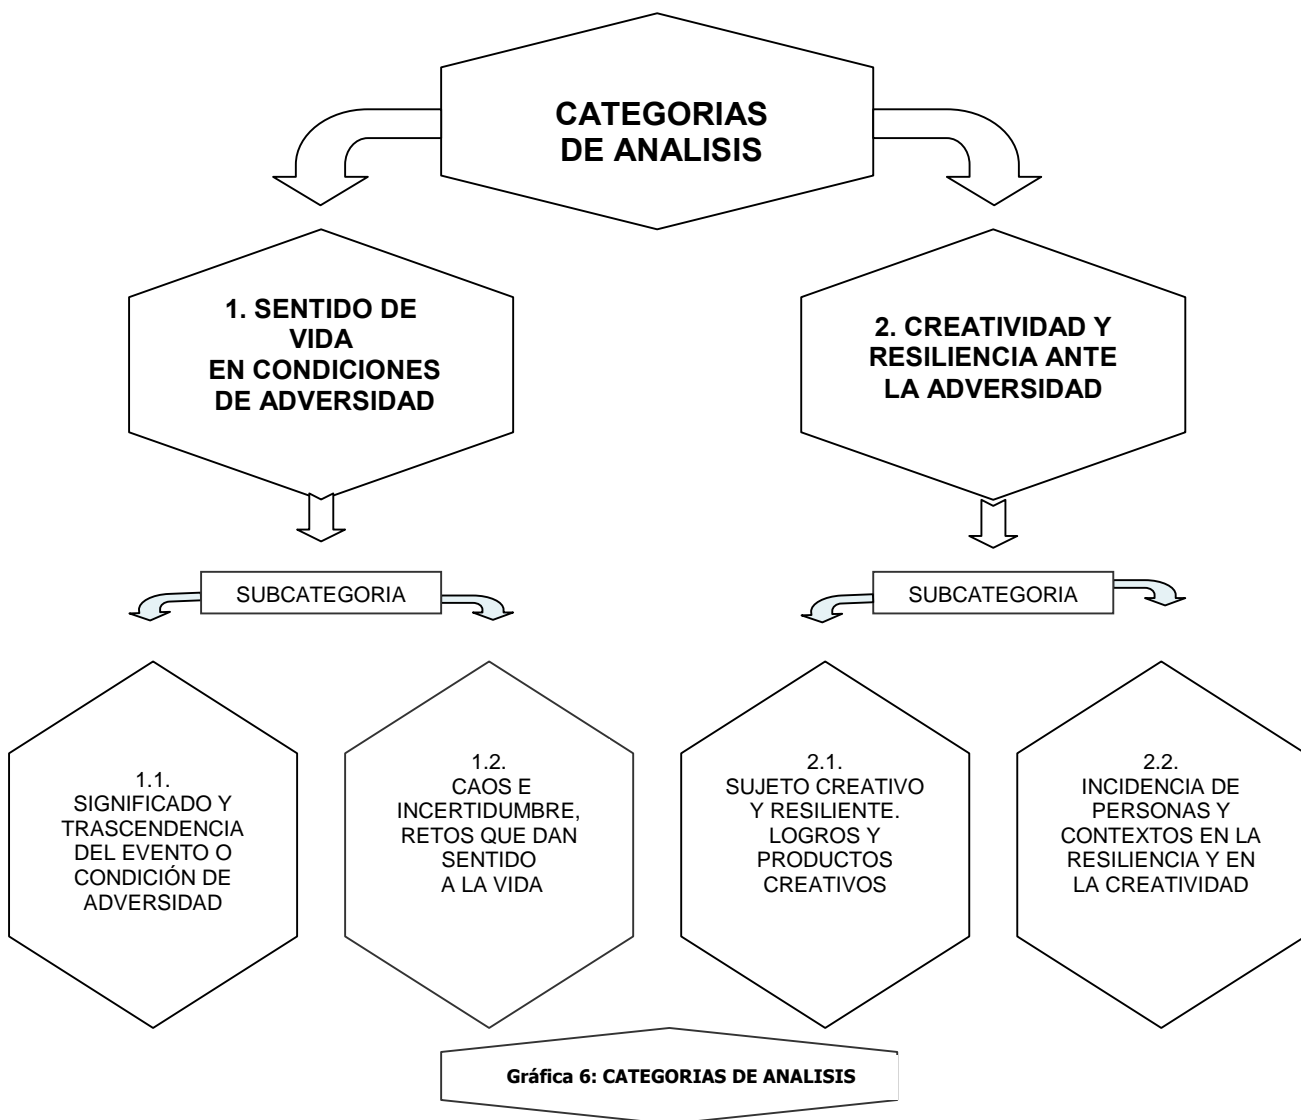 CATEGORIAS
DE ANALISIS
1. SENTIDO DE
VIDA
EN CONDICIONES
DE ADVERSIDAD
2. CREATIVIDAD Y
RESILIENCIA ANTE
LA ADVERSIDAD
SUBCATEGORIA
SUBCATEGORIA
1.1.
SIGNIFICADO Y
TRASCENDENCIA
DEL EVENTO O
CONDICIÓN DE
ADVERSIDAD
1.2.
CAOS E
INCERTIDUMBRE,
RETOS QUE DAN
SENTIDO
A LA VIDA
2.1.
SUJETO CREATIVO
Y RESILIENTE.
LOGROS Y
PRODUCTOS
CREATIVOS
2.2.
INCIDENCIA DE
PERSONAS Y
CONTEXTOS EN LA
RESILIENCIA Y EN
LA CREATIVIDAD
Gráfica 6: CATEGORIAS DE ANALISIS